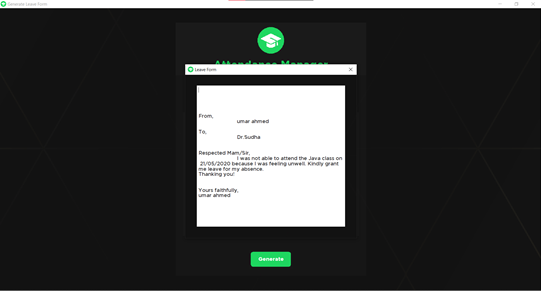 Generate Leave Form
Attendance Manager
Leave Form
From,
umar ahmed
To,
Dr.Sudha
Respected Mam/Sir,
I was not able to attend the Java class on
21/05/2020 because I was feeling unwell. Kindly grant
me leave for my absence.
Thanking you!
Yours faithfully,
umar ahmed
Generate